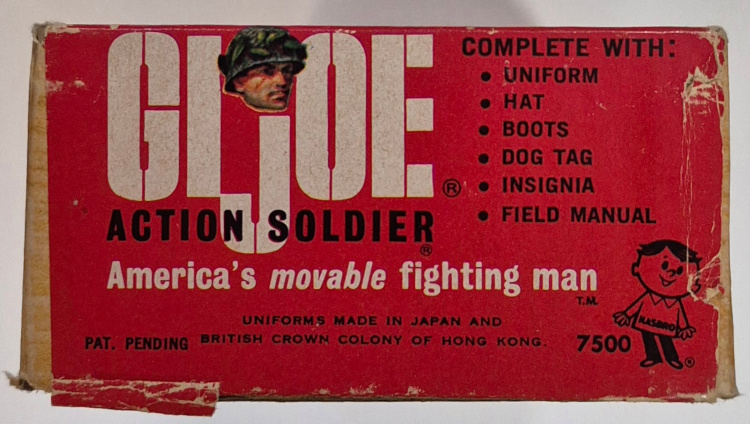 GI JOE ®
ACTION SOLDIER ®
America's movable fighting man T.M.
COMPLETE WITH:
• UNIFORM
• HAT
• BOOTS
• DOG TAG
• INSIGNIA
• FIELD MANUAL
UNIFORMS MADE IN JAPAN AND
BRITISH CROWN COLONY OF HONG KONG.
PAT. PENDING
7500
HASBRO
®